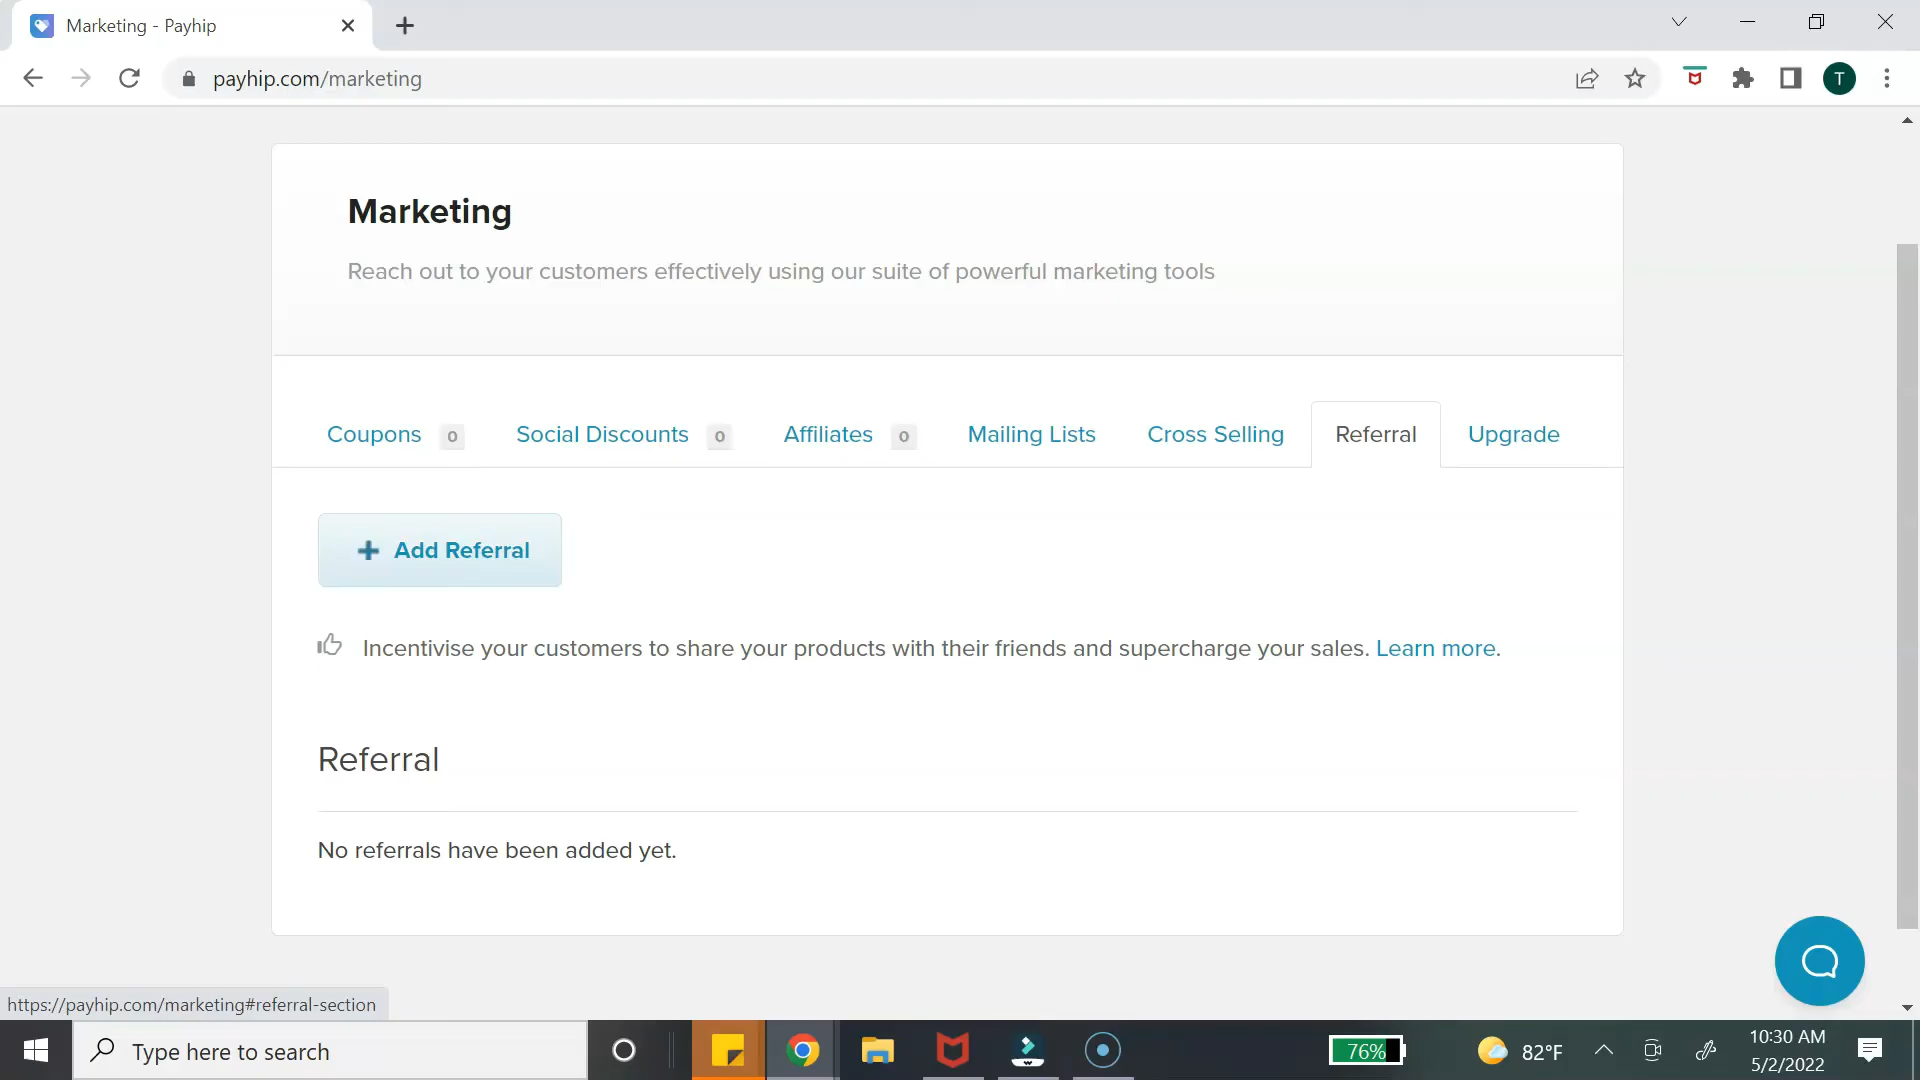 Marketing - Payhip
payhip.com/marketing
T
Marketing
Reach out to your customers effectively using our suite of powerful marketing tools
Coupons 0 Social Discounts 0 Affiliates 0 Mailing Lists Cross Selling Referral Upgrade
+ Add Referral
Incentivise your customers to share your products with their friends and supercharge your sales. Learn more.
Referral
No referrals have been added yet.
https://payhip.com/marketing#referral-section
Type here to search
76%
82°F
10:30 AM
5/2/2022